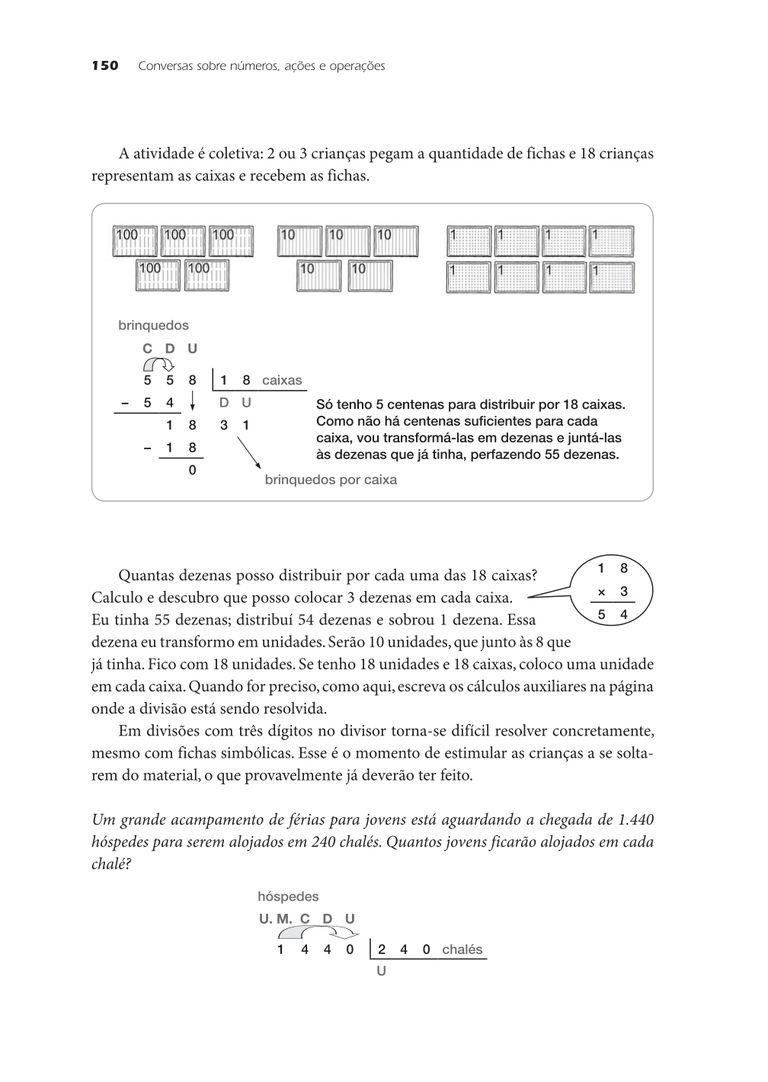 150 Conversas sobre números, ações e operações
A atividade é coletiva: 2 ou 3 crianças pegam a quantidade de fichas e 18 crianças
representam as caixas e recebem as fichas.
100 100 100 10 10 10 1 1 1 1
100 100 10 10 1 1 1 1
brinquedos
C D U
5 5 8 1 8 caixas
– 5 4 D U
1 8 3 1
– 1 8
0
brinquedos por caixa
Só tenho 5 centenas para distribuir por 18 caixas.
Como não há centenas suficientes para cada
caixa, vou transformá-las em dezenas e juntá-las
às dezenas que já tinha, perfazendo 55 dezenas.
Quantas dezenas posso distribuir por cada uma das 18 caixas?
Calculo e descubro que posso colocar 3 dezenas em cada caixa.
Eu tinha 55 dezenas; distribuí 54 dezenas e sobrou 1 dezena. Essa
dezena eu transformo em unidades. Serão 10 unidades, que junto às 8 que
já tinha. Fico com 18 unidades. Se tenho 18 unidades e 18 caixas, coloco uma unidade
em cada caixa. Quando for preciso, como aqui, escreva os cálculos auxiliares na página
onde a divisão está sendo resolvida.
1 8
× 3
5 4
Em divisões com três dígitos no divisor torna-se difícil resolver concretamente,
mesmo com fichas simbólicas. Esse é o momento de estimular as crianças a se solta-
rem do material, o que provavelmente já deverão ter feito.
Um grande acampamento de férias para jovens está aguardando a chegada de 1.440
hóspedes para serem alojados em 240 chalés. Quantos jovens ficarão alojados em cada
chalé?
hóspedes
U. M. C D U
1 4 4 0 2 4 0 chalés
U